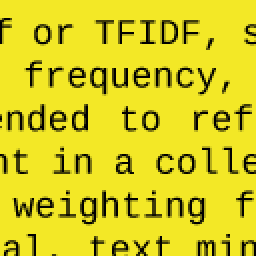 f or TFIDF, s
frequency,
ended to ref
nt in a colle
weighting f
al, text min